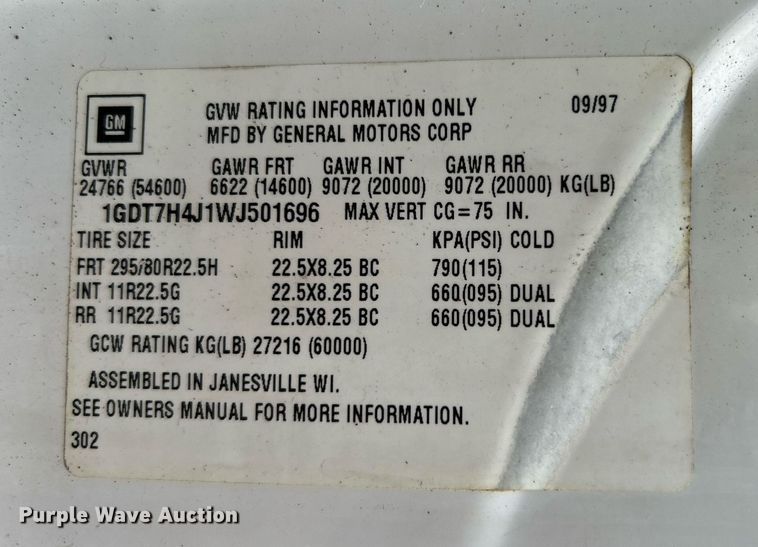 GM
GVW RATING INFORMATION ONLY 09/97
MFD BY GENERAL MOTORS CORP
GVWR GAWR FRT GAWR INT GAWR RR
24766 (54600) 6622 (14600) 9072 (20000) 9072 (20000) KG(LB)
1GDT7H4J1WJ501696 MAX VERT CG=75 IN.
TIRE SIZE RIM KPA(PSI) COLD
FRT 295/80R22.5H 22.5X8.25 BC 790(115)
INT 11R22.5G 22.5X8.25 BC 660(095) DUAL
RR 11R22.5G 22.5X8.25 BC 660(095) DUAL
GCW RATING KG(LB) 27216 (60000)
ASSEMBLED IN JANESVILLE WI.
SEE OWNERS MANUAL FOR MORE INFORMATION.
302
Purple Wave Auction